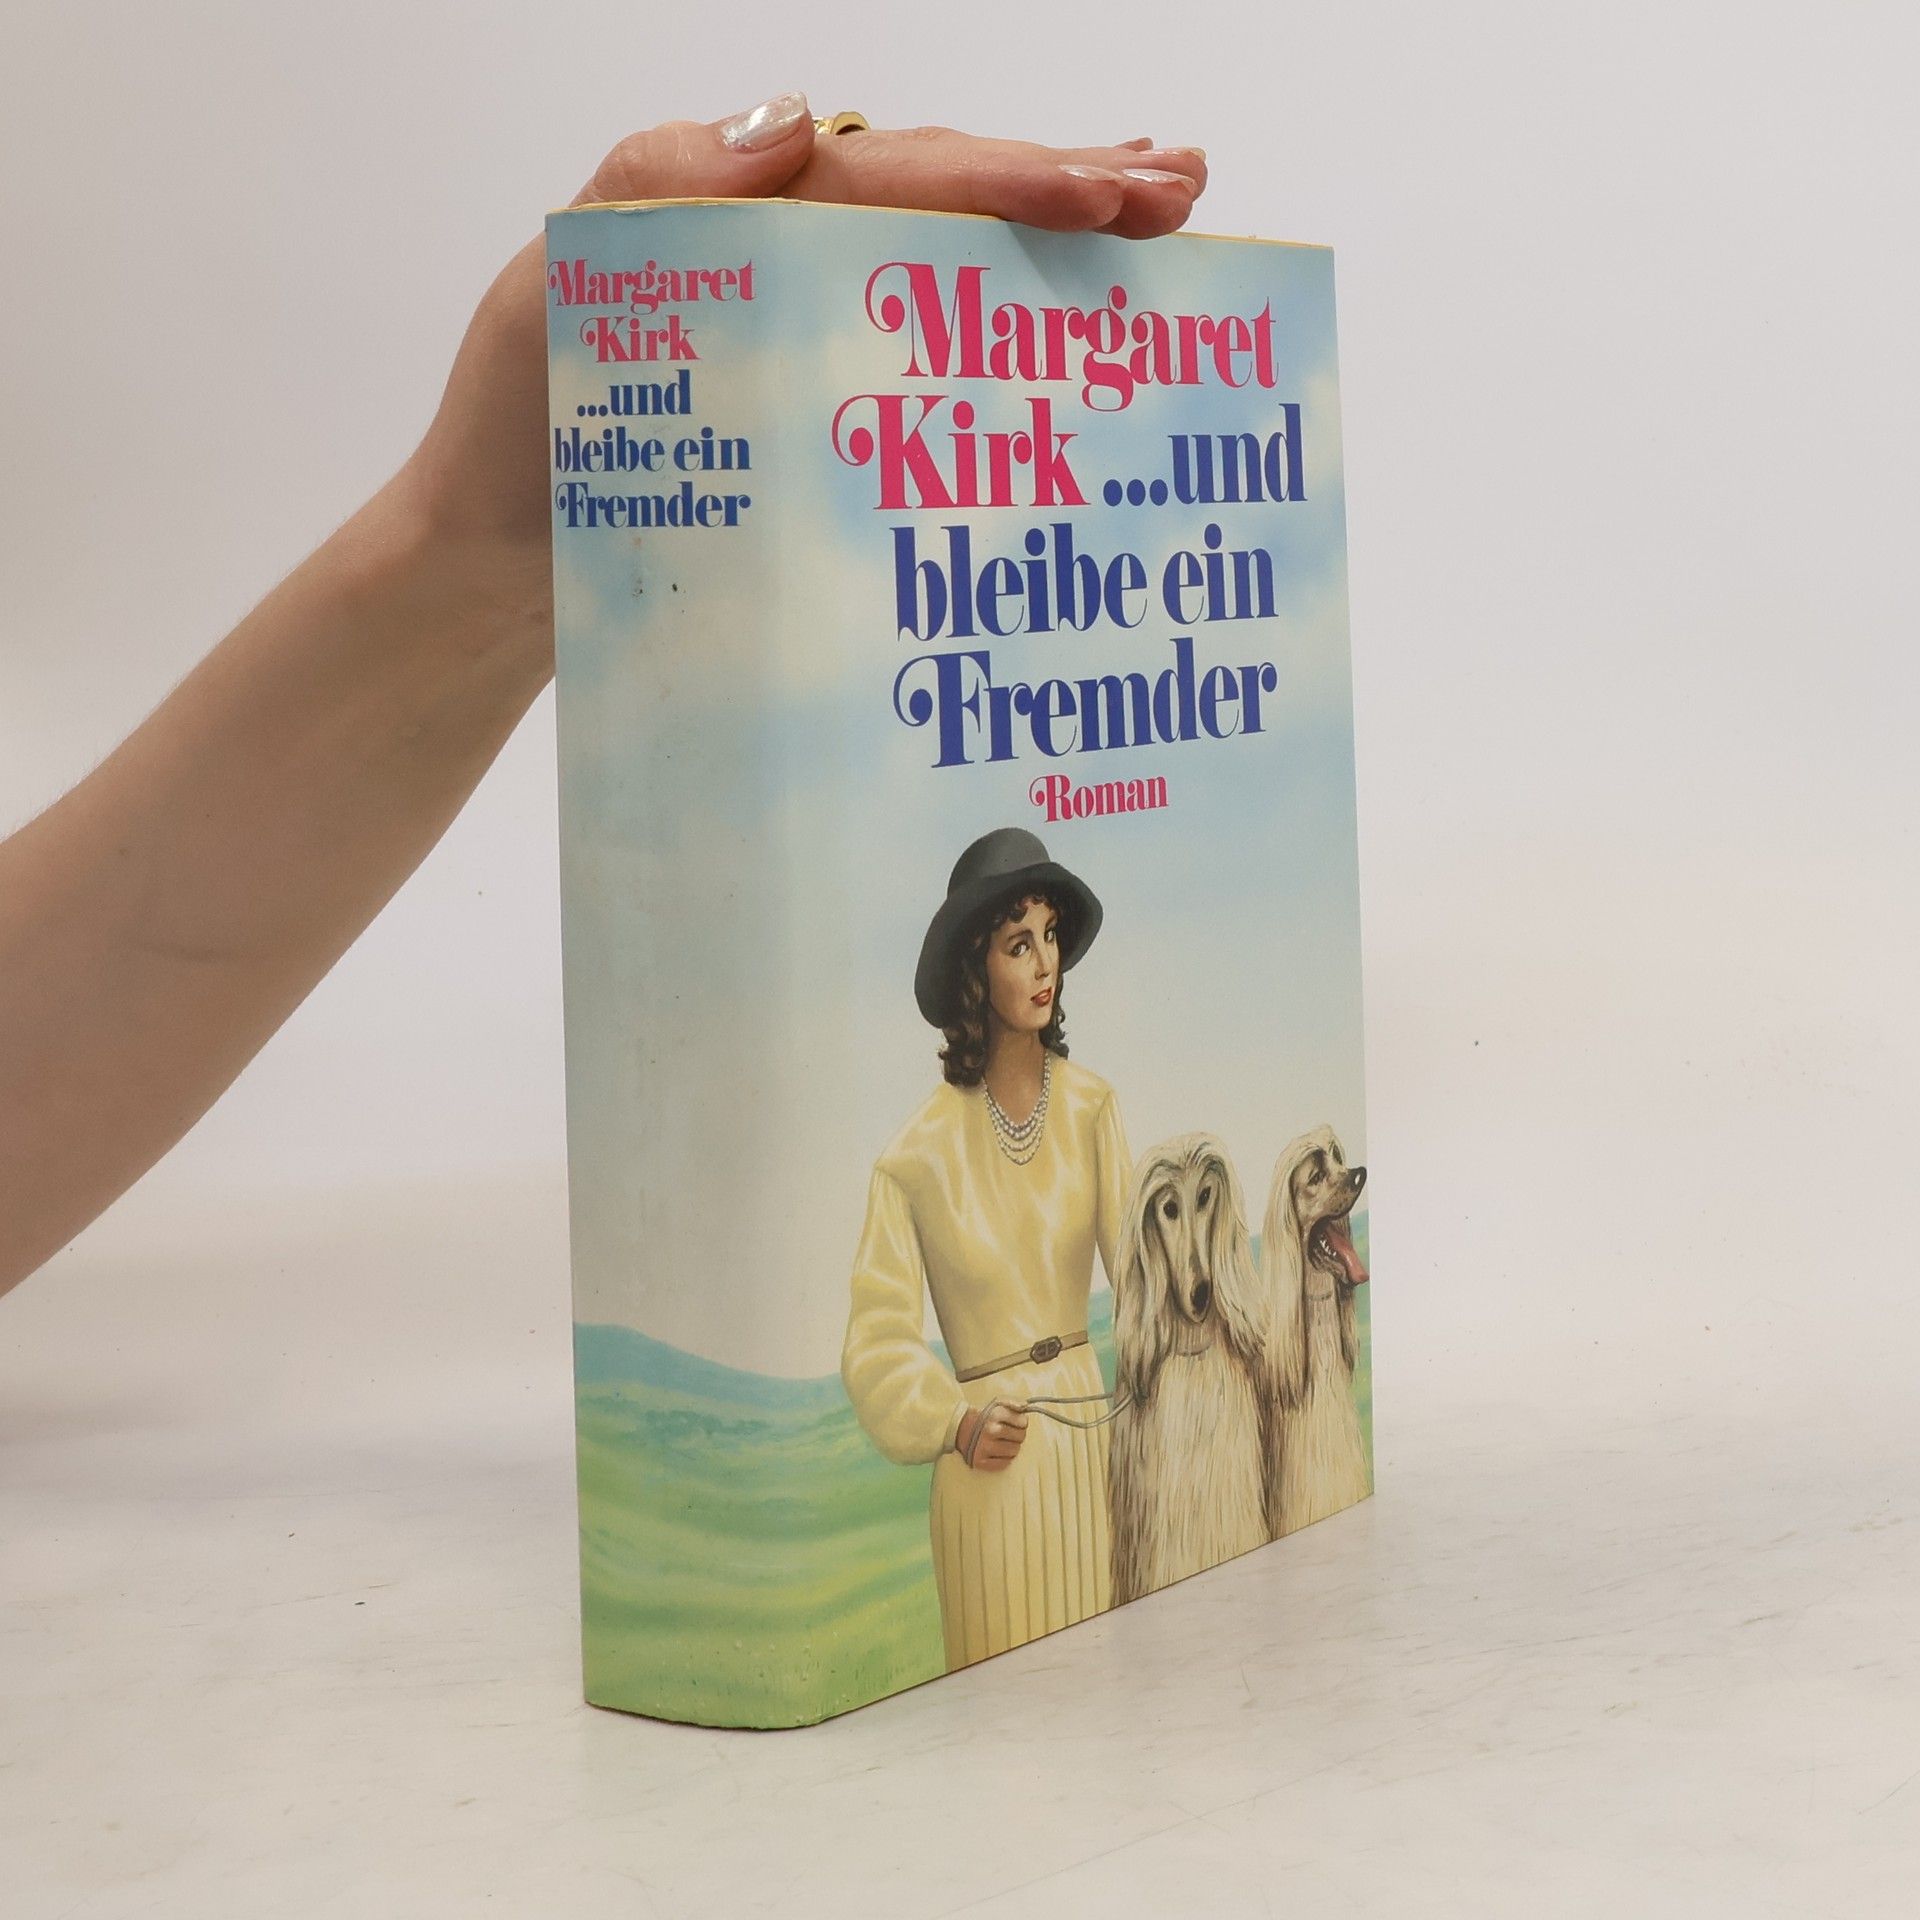 Margaret
Kirk
...und
bleibe ein
Fremder
Margaret
Kirk ...und
bleibe ein
Fremder
Roman